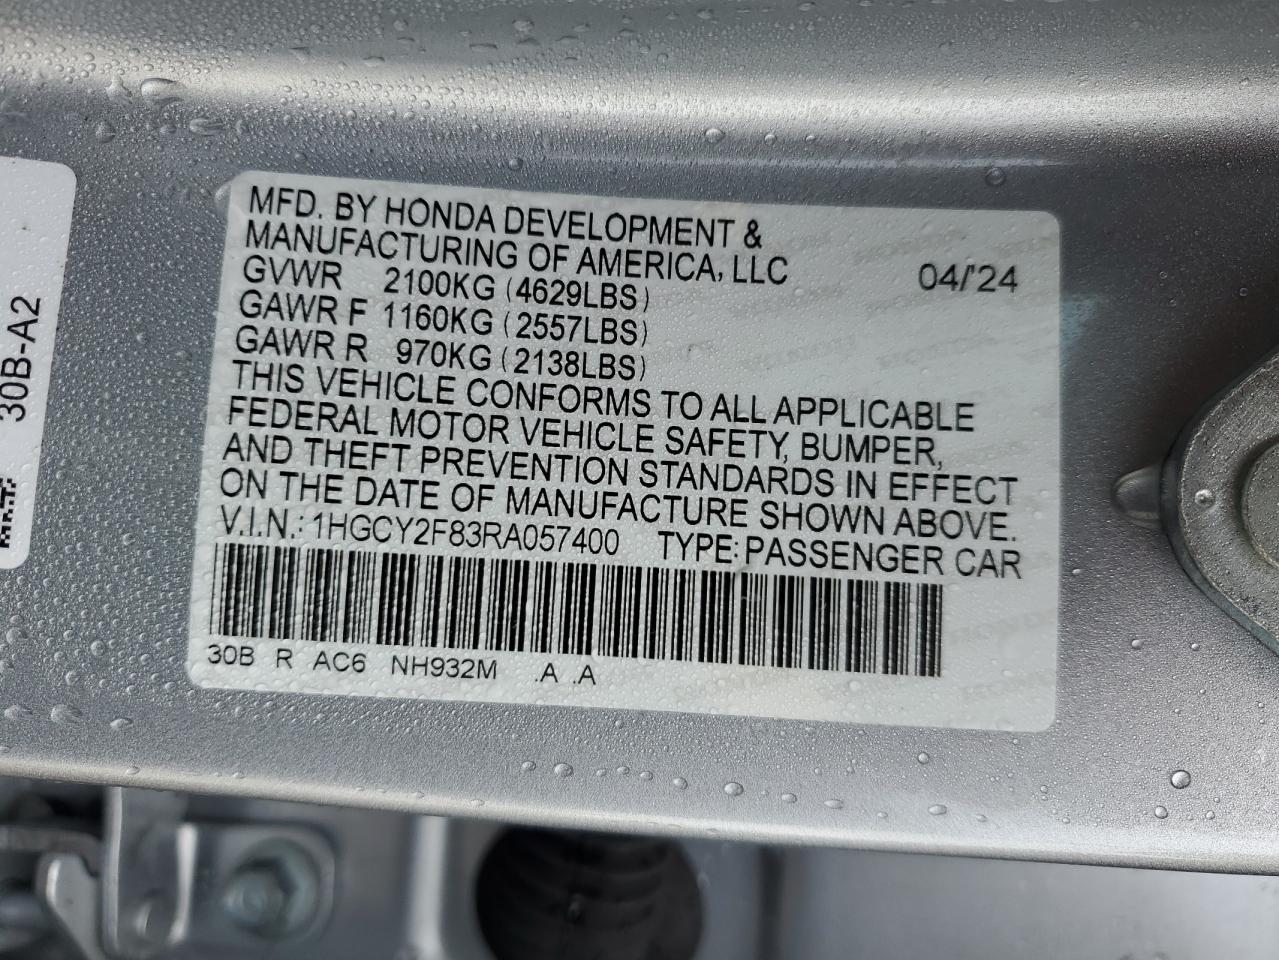 MFD. BY HONDA DEVELOPMENT &
MANUFACTURING OF AMERICA, LLC 04/'24
GVWR 2100KG (4629LBS)
GAWR F 1160KG (2557LBS)
GAWR R 970KG (2138LBS)
THIS VEHICLE CONFORMS TO ALL APPLICABLE
FEDERAL MOTOR VEHICLE SAFETY, BUMPER,
AND THEFT PREVENTION STANDARDS IN EFFECT
ON THE DATE OF MANUFACTURE SHOWN ABOVE.
V.I.N.: 1HGCY2F83RA057400 TYPE: PASSENGER CAR
30B R AC6 NH932M .A .A
30B-A2